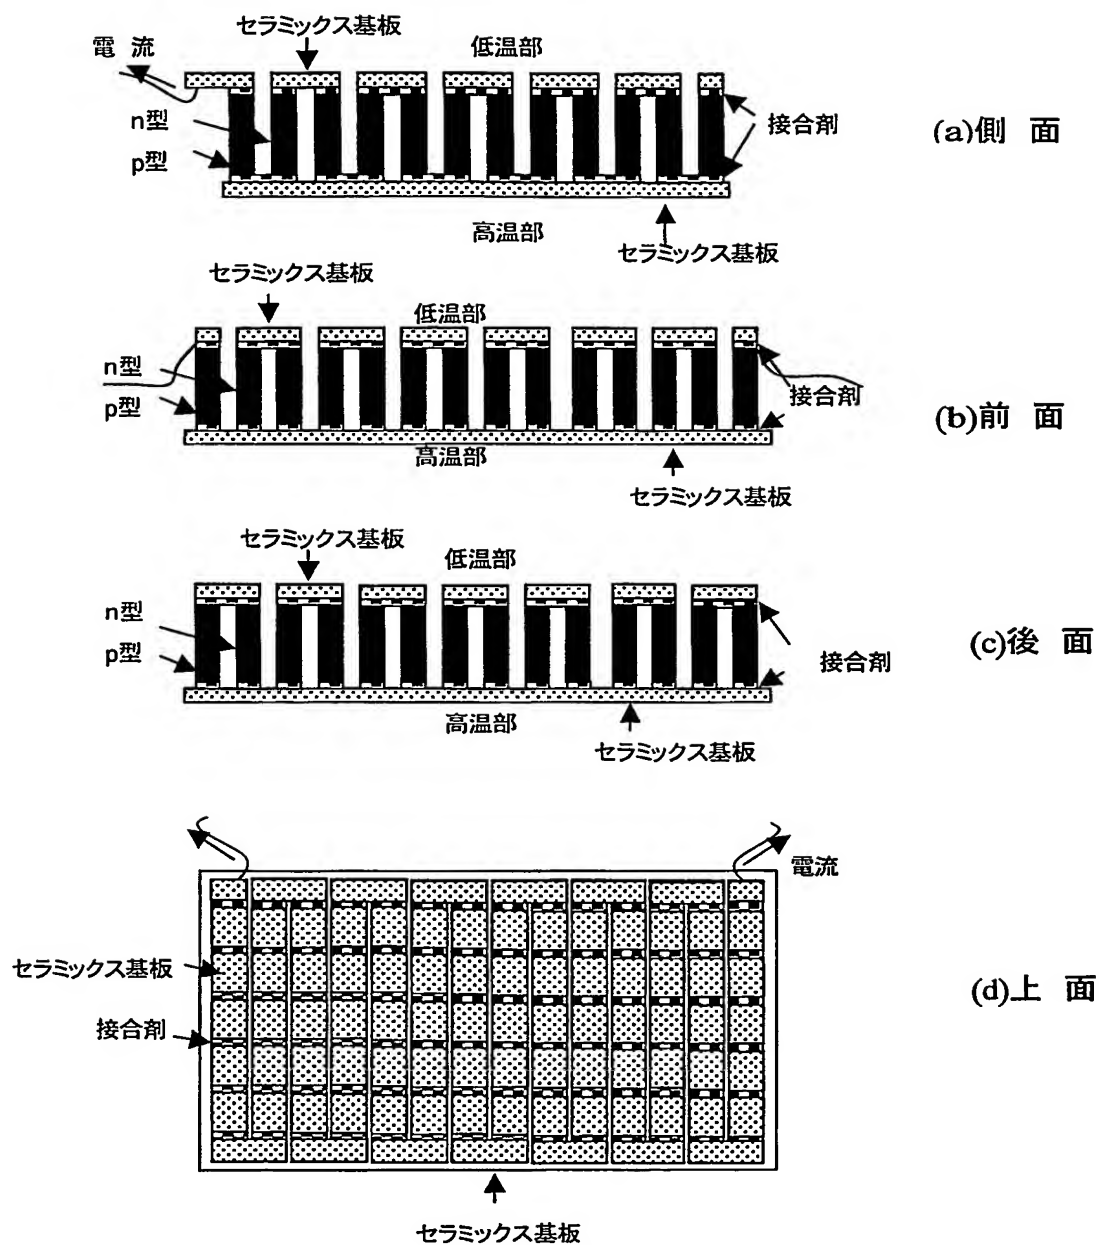 セラミックス基板
電 流
低温部
n型
p型
接合剤
(a)側 面
高温部
セラミックス基板
セラミックス基板
低温部
n型
p型
接合剤
(b)前 面
高温部
セラミックス基板
セラミックス基板
低温部
n型
p型
接合剤
(c)後 面
高温部
セラミックス基板
電流
セラミックス基板
接合剤
(d)上 面
セラミックス基板